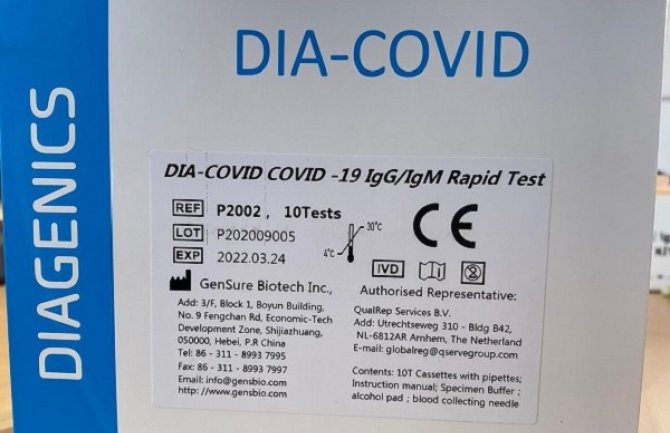 DIAGENICS
DIA-COVID
DIA-COVID COVID -19 IgG/IgM Rapid Test
REF P2002 , 10Tests
LOT P202009005
EXP 2022.03.24
4℃ 30℃
CE
IVD
GenSure Biotech Inc.,
Add: 3/F, Block 1, Boyun Building,
No. 9 Fengchan Rd, Economic-Tech
Development Zone, Shijiazhuang,
050000, Hebei, P.R China
Tel: 86 - 311 - 8993 7995
Fax: 86 - 311 - 8993 7997
Email: info@gensbio.com
http://www.gensbio.com
Authorised Representative:
QualRep Services B.V.
Add: Utrechtseweg 310 - Bldg B42,
NL-6812AR Arnhem, The Netherland
E-mail: globalreg@qservegroup.com
Contents: 10T Cassettes with pipettes;
Instruction manual; Specimen Buffer ;
alcohol pad ; blood collecting needle